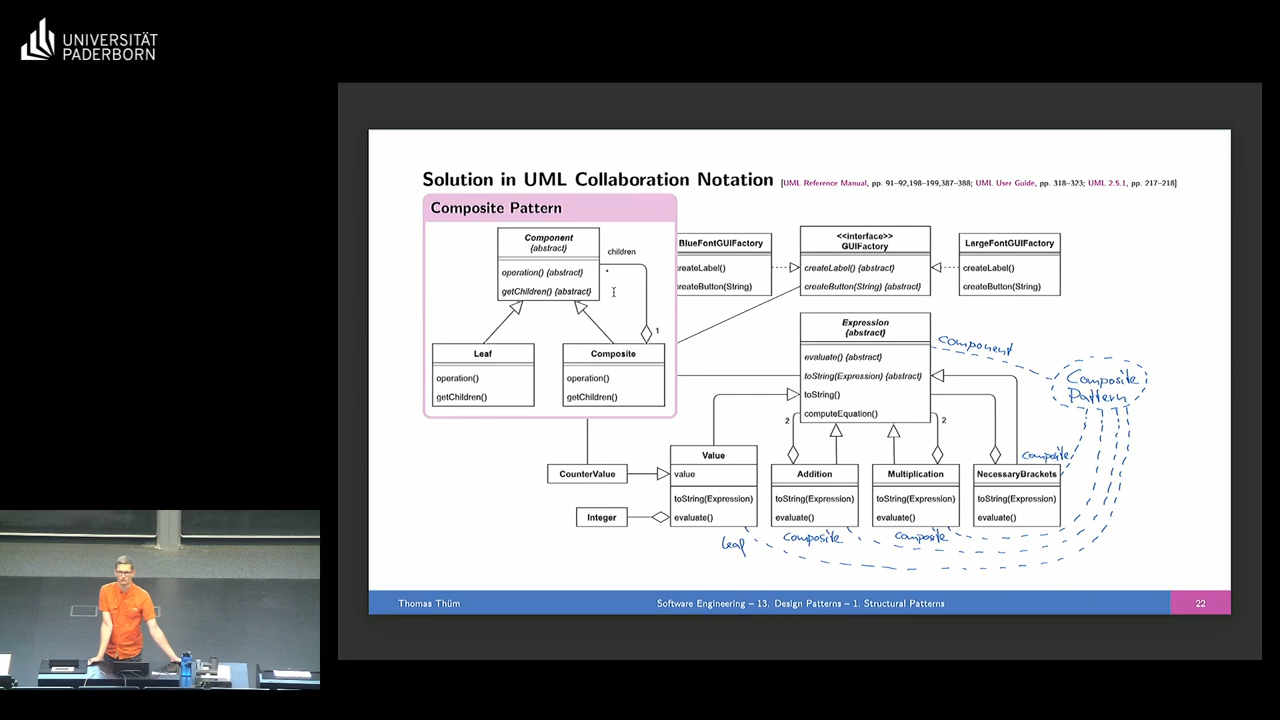 UNIVERSITÄT
PADERBORN
Solution in UML Collaboration Notation [UML Reference Manual, pp. 91–92,198–199,387–388; UML User Guide, pp. 318–323; UML 2.5.1, pp. 217–218]
Composite Pattern
Component
{abstract}
operation() {abstract}
getChildren() {abstract}
children
*
1
Leaf
operation()
getChildren()
Composite
operation()
getChildren()
BlueFontGUIFactory
createLabel()
createButton(String)
<<interface>>
GUIFactory
createLabel() {abstract}
createButton(String) {abstract}
LargeFontGUIFactory
createLabel()
createButton(String)
Expression
{abstract}
evaluate() {abstract}
toString(Expression) {abstract}
toString()
computeEquation()
component
Composite
Pattern
2
2
composite
CounterValue
Integer
Value
value
toString(Expression)
evaluate()
Addition
toString(Expression)
evaluate()
Multiplication
toString(Expression)
evaluate()
NecessaryBrackets
toString(Expression)
evaluate()
leaf
composite
composite
Thomas Thüm
Software Engineering – 13. Design Patterns – 1. Structural Patterns
22